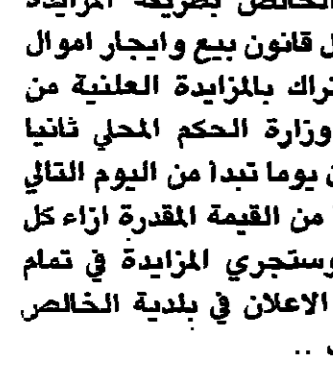 الخالص بطريقة المزايدة
قانون بيع وايجار اموال
بالمزايدة العلنية من
وزارة الحكم المحلي ثانيا
يوما تبدأ من اليوم التالي
من القيمة المقدرة ازاء كل
وستجري المزايدة في تمام
الاعلان في بلدية الخالص
..